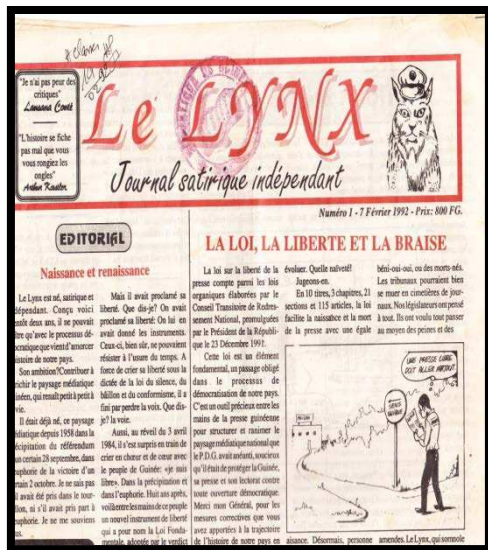 "Je n'ai pas peur des
critiques"
Lansana Conté
"L'histoire se fiche
pas mal que vous
vous rongiez les
ongles"
Arthur Koestler.
Le LYNX
Journal satirique indépendant
Numéro 1 - 7 Février 1992 - Prix: 800 FG.
EDITORIAL
Naissance et renaissance
Le Lynx est né, satirique et
dépendant. Conçu voici
ntôt deux ans, il ne pouvait
tre qu'avec le processus dé-
ocratique que vient d'amorcer
istoire de notre pays.
Son ambition? Contribuer à
richir le paysage médiatique
inéen, qui renaît petit à petit à
vie.
Il était déjà né, ce paysage
édiatique depuis 1958 dans la
écipitation du référendum
un certain 28 septembre, dans
uphorie de la victoire d'un
rtain 2 octobre. Je ne sais pas
il avait été pris dans le tour-
llon, ni s'il avait pris part à
uphorie. Je ne me souviens
us.
Mais il avait proclamé sa
liberté. Que dis-je? On avait
proclamé sa liberté: On lui en
avait donné les instruments.
Ceux-ci, bien sûr, ne pouvaient
résister à l'usure du temps. A
force de crier sa liberté sous la
dictée de la loi du silence, du
bâillon et du conformisme, il a
fini par perdre la voix. Que dis-
je? la voie.
Aussi, au réveil du 3 avril
1984, il s'est surpris en train de
crier en chœur et de cœur avec
le peuple de Guinée: «je suis
libre». Dans la précipitation et
dans l'euphorie. Huit ans après,
voilà entre les mains de ce peuple
un nouvel instrument de liberté
qui a pour nom la Loi Fonda-
mentale, adoptée par le verdict
LA LOI, LA LIBERTE ET LA BRAISE
La loi sur la liberté de la
presse compte parmi les lois
organiques élaborées par le
Conseil Transitoire de Redres-
sement National, promulguées
par le Président de la Républi-
que le 23 Décembre 1991.
Cette loi est un élément
fondamental, un passage obligé
dans le processus de
démocratisation de notre pays.
C'est un outil précieux entre les
mains de la presse guinéenne
pour structurer et ranimer le
paysage médiatique national que
le P.D.G. avait anéanti, soucieux
qu'il était de protéger la Guinée,
sa presse et son lectorat contre
toute ouverture démocratique.
Merci mon Général, pour les
mesures correctives que vous
avez apportées à la trajectoire
de l'histoire de notre pays en
évoluer. Quelle naïveté!
Jugeons-en.
En 10 titres, 3 chapitres, 21
sections et 115 articles, la loi
facilite la naissance et la mort
de la presse avec une égale
béni-oui-oui, ou des morts-nés.
Les tribunaux pourraient bien
se muer en cimetières de jour-
naux. Nos législateurs ont pensé
à tout. Ils ont voulu tout passer
au moyen des peines et des
UNE PRESSE LIBRE
DOIT ALLER PARTOUT
SENS
UNIQUE
aisance. Désormais, personne
amendes. Le Lynx, qui somnole